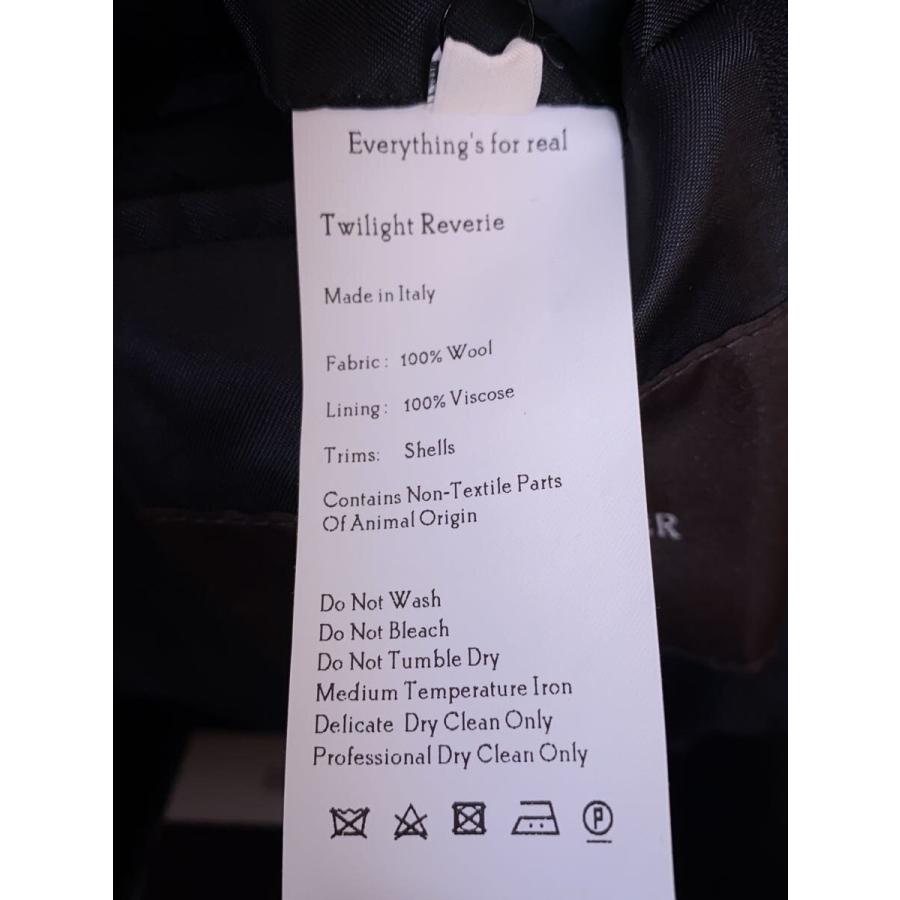 Everything's for real
Twilight Reverie
Made in Italy
Fabric: 100% Wool
Lining: 100% Viscose
Trims: Shells
Contains Non-Textile Parts
Of Animal Origin
Do Not Wash
Do Not Bleach
Do Not Tumble Dry
Medium Temperature Iron
Delicate Dry Clean Only
Professional Dry Clean Only
P